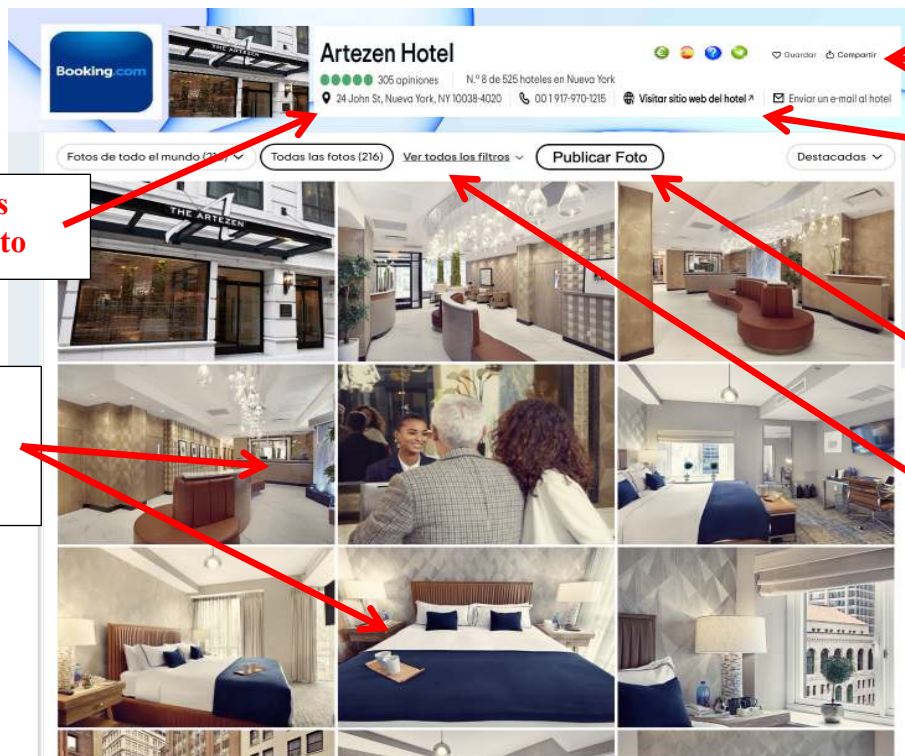 Booking.com
THE ARTEZEN
Artezen Hotel
305 opiniones
N.º 8 de 525 hoteles en Nueva York
Guardar
Compartir
24 John St, Nueva York, NY 10038-4020
00 1 917-970-1215
Visitar sitio web del hotel
Enviar un e-mail al hotel
Todas las fotos (216)
Ver todos los filtros
Publicar Foto
Destacadas
Fotos de todo el mundo
s
to
THE ARTEZEN